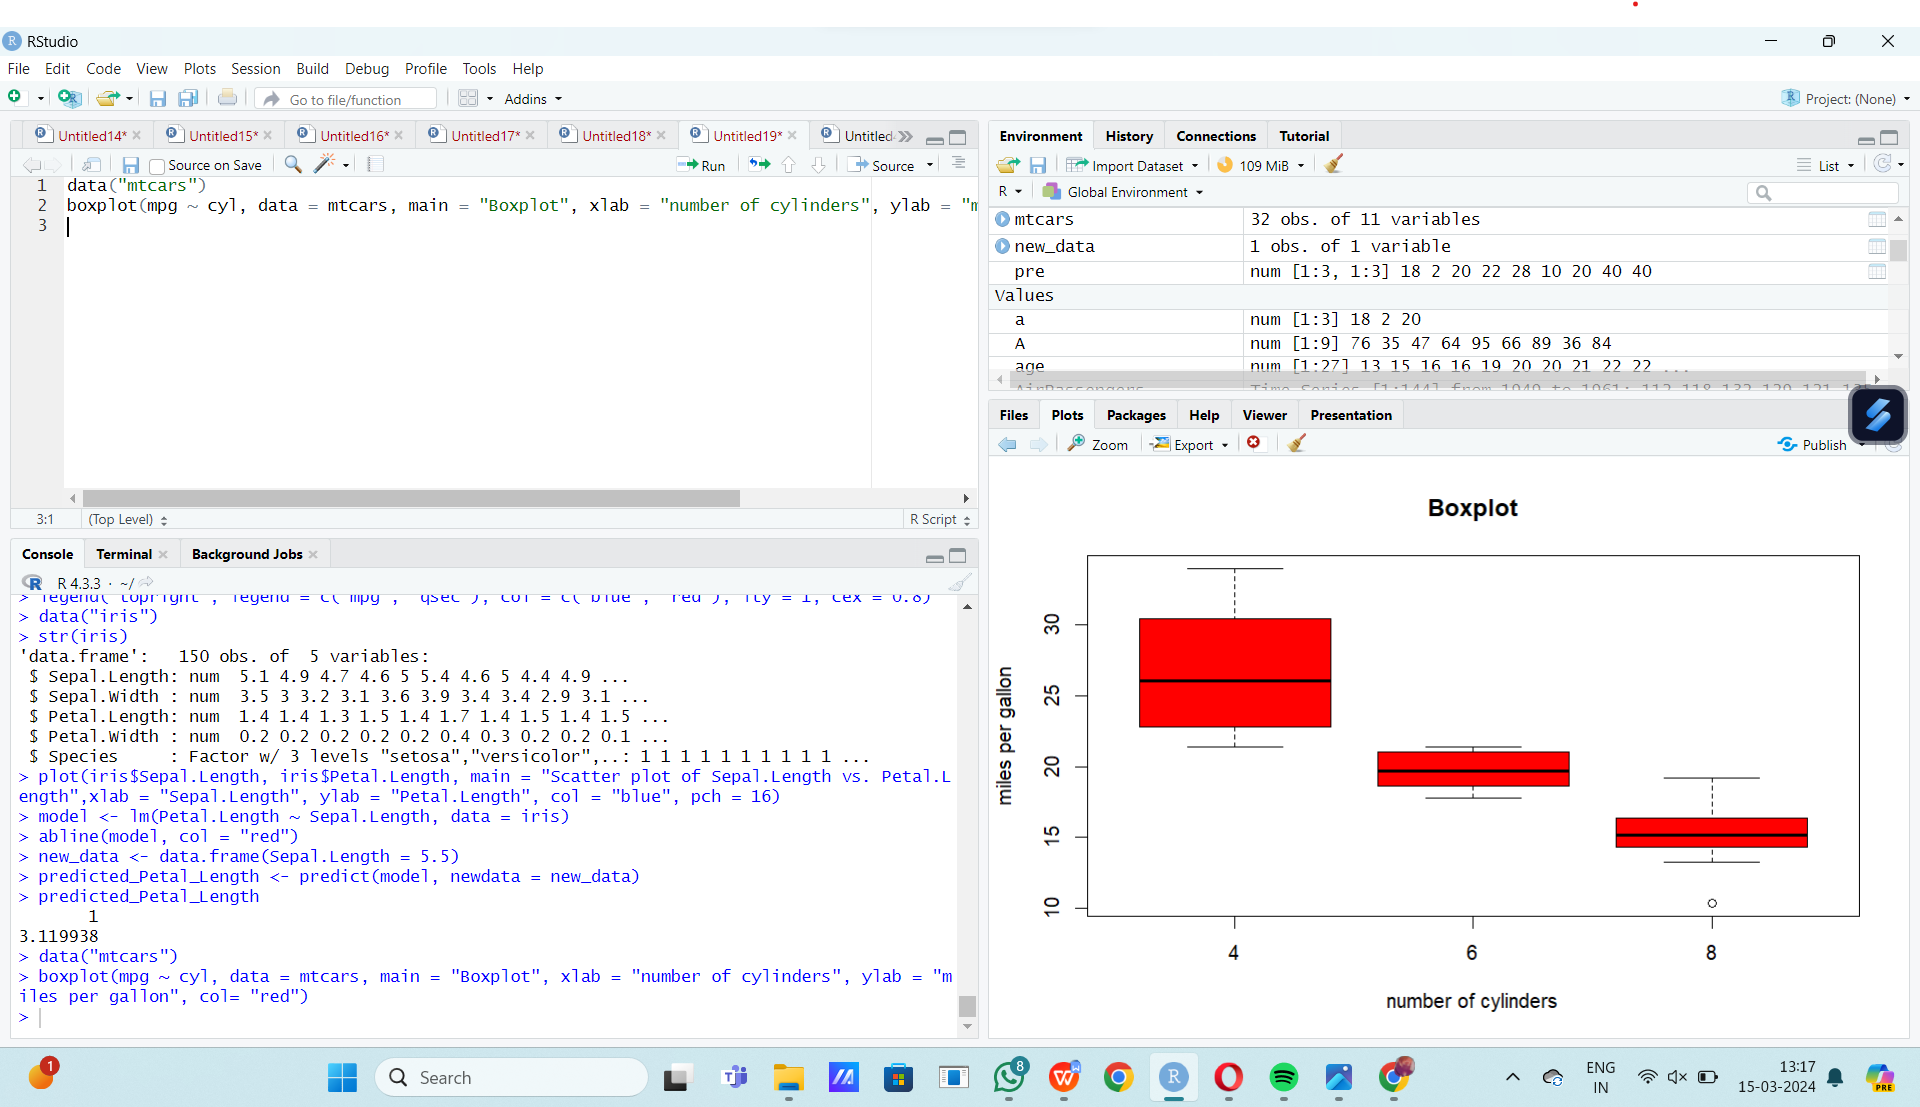 RStudio
File Edit Code View Plots Session Build Debug Profile Tools Help
Go to file/function Addins Project: (None)
Untitled14* Untitled15* Untitled16* Untitled17* Untitled18* Untitled19* Untitled
Source on Save Run Source
1 data("mtcars")
2 boxplot(mpg ~ cyl, data = mtcars, main = "Boxplot", xlab = "number of cylinders", ylab = "m
3
3:1 (Top Level) R Script
Console Terminal Background Jobs
R 4.3.3 · ~/
> legend("topright", legend = c("mpg", "qsec"), col = c("blue", "red"), lty = 1, cex = 0.8)
> data("iris")
> str(iris)
'data.frame': 150 obs. of 5 variables:
$ Sepal.Length: num 5.1 4.9 4.7 4.6 5 5.4 4.6 5 4.4 4.9 ...
$ Sepal.Width : num 3.5 3 3.2 3.1 3.6 3.9 3.4 3.4 2.9 3.1 ...
$ Petal.Length: num 1.4 1.4 1.3 1.5 1.4 1.7 1.4 1.5 1.4 1.5 ...
$ Petal.Width : num 0.2 0.2 0.2 0.2 0.2 0.4 0.3 0.2 0.2 0.1 ...
$ Species : Factor w/ 3 levels "setosa","versicolor",..: 1 1 1 1 1 1 1 1 1 1 ...
> plot(iris$Sepal.Length, iris$Petal.Length, main = "Scatter plot of Sepal.Length vs. Petal.L
ength",xlab = "Sepal.Length", ylab = "Petal.Length", col = "blue", pch = 16)
> model <- lm(Petal.Length ~ Sepal.Length, data = iris)
> abline(model, col = "red")
> new_data <- data.frame(Sepal.Length = 5.5)
> predicted_Petal_Length <- predict(model, newdata = new_data)
> predicted_Petal_Length
1
3.119938
> data("mtcars")
> boxplot(mpg ~ cyl, data = mtcars, main = "Boxplot", xlab = "number of cylinders", ylab = "m
iles per gallon", col= "red")
>
Environment History Connections Tutorial
Import Dataset 109 MiB List
R Global Environment
mtcars 32 obs. of 11 variables
new_data 1 obs. of 1 variable
pre num [1:3, 1:3] 18 2 20 22 28 10 20 40 40
Values
a num [1:3] 18 2 20
A num [1:9] 76 35 47 64 95 66 89 36 84
age num [1:27] 13 15 16 16 19 20 20 21 22 22 ...
AirPassengers Time-Series [1:144] from 1949 to 1961: 112 118 132 129 121
Files Plots Packages Help Viewer Presentation
Zoom Export Publish
Boxplot
miles per gallon
30
25
20
15
10
4 6 8
number of cylinders
1
Search
8
PRE
ENG
IN
13:17
15-03-2024